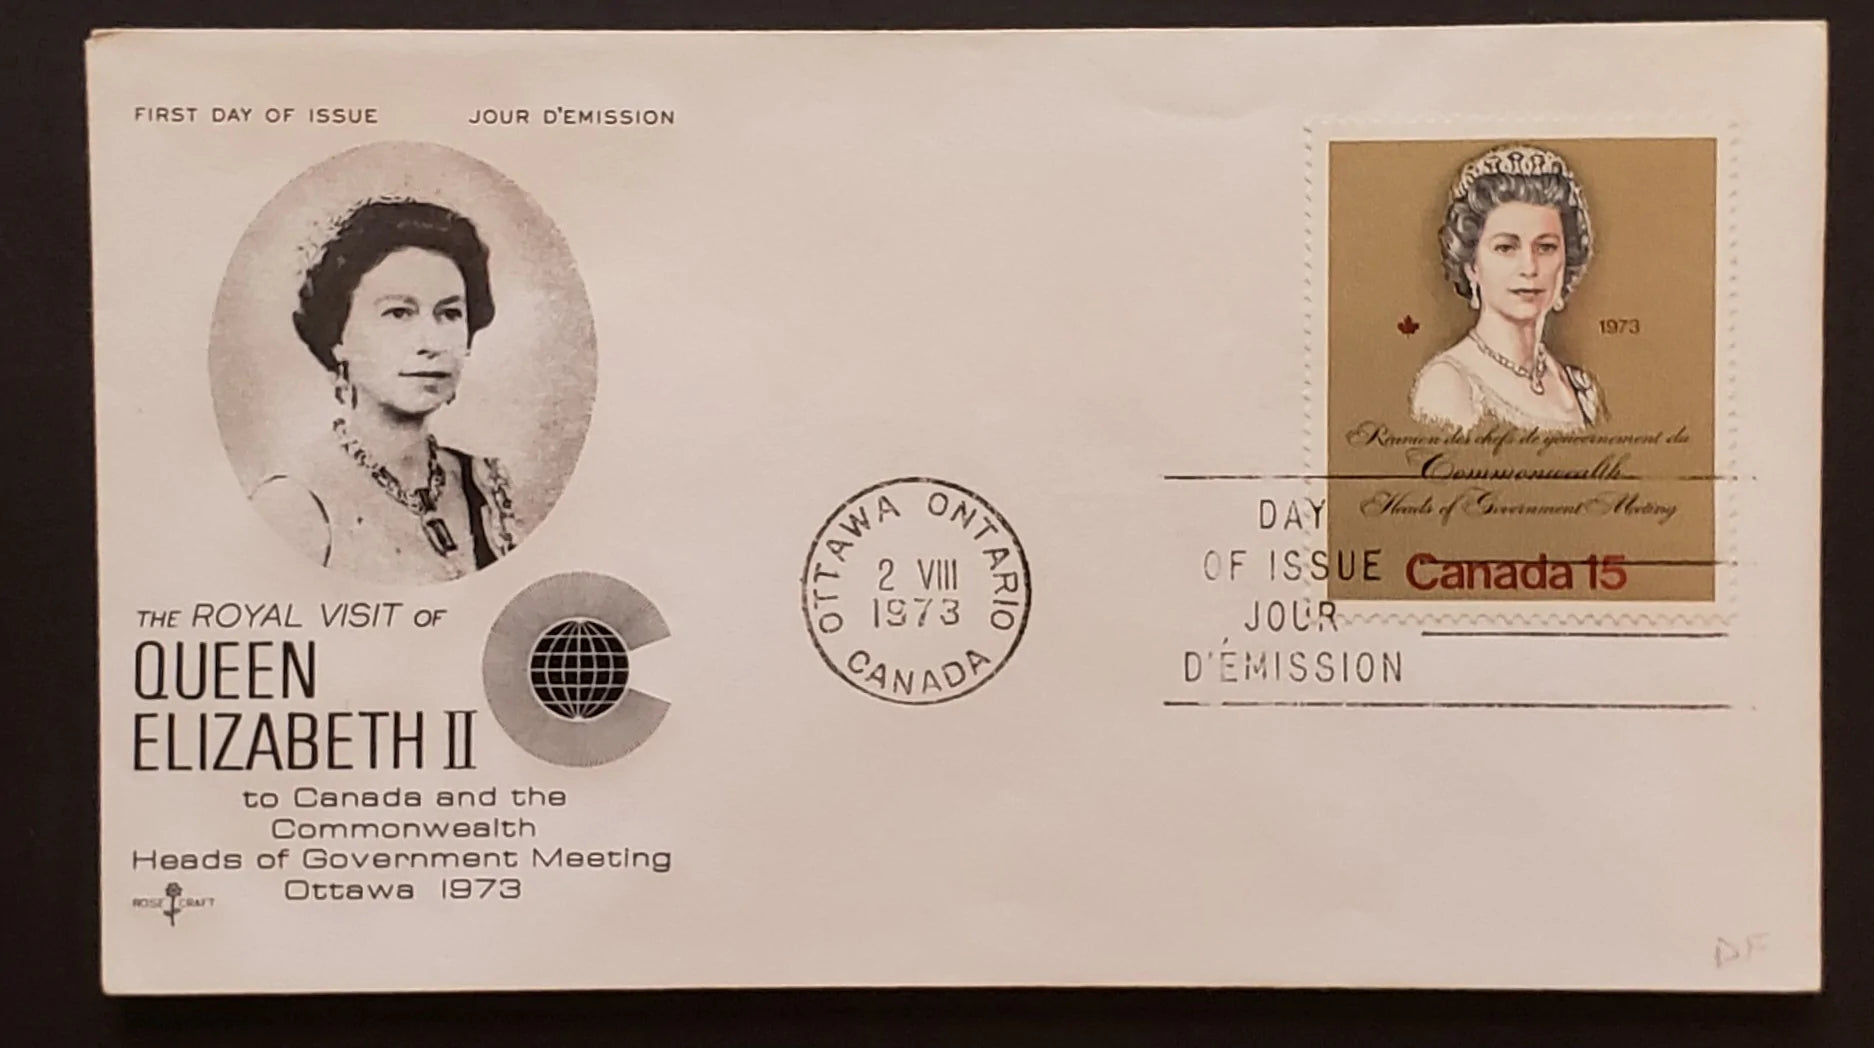 FIRST DAY OF ISSUE JOUR D'EMISSION
THE ROYAL VISIT OF
QUEEN
ELIZABETH II
to Canada and the
Commonwealth
Heads of Government Meeting
Ottawa 1973
ROSE CRAFT
OTTAWA ONTARIO
2 VIII
1973
CANADA
1973
Réunion des chefs de gouvernement du
Commonwealth
Heads of Government Meeting
Canada 15
DAY
OF ISSUE
JOUR
D'ÉMISSION
DF